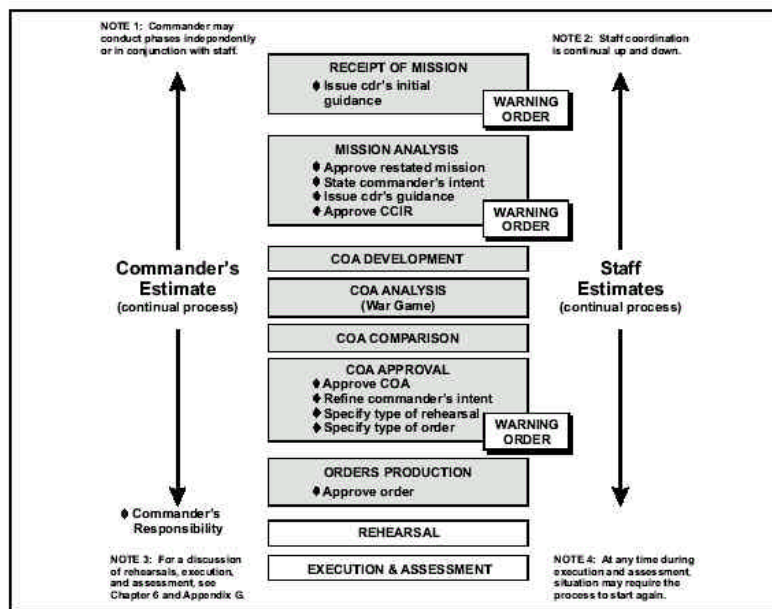 NOTE 1: Commander may
conduct phases independently
or in conjunction with staff.
NOTE 2: Staff coordination
is continual up and down.
RECEIPT OF MISSION
♦ Issue cdr's initial
guidance
WARNING
ORDER
MISSION ANALYSIS
♦ Approve restated mission
♦ State commander's intent
♦ Issue cdr's guidance
♦ Approve CCIR
WARNING
ORDER
COA DEVELOPMENT
Commander's
Estimate
(continual process)
COA ANALYSIS
(War Game)
Staff
Estimates
(continual process)
COA COMPARISON
COA APPROVAL
♦ Approve COA
♦ Refine commander's intent
♦ Specify type of rehearsal
♦ Specify type of order
WARNING
ORDER
ORDERS PRODUCTION
♦ Approve order
♦ Commander's
Responsibility
REHEARSAL
NOTE 3: For a discussion
of rehearsals, execution,
and assessment, see
Chapter 6 and Appendix G.
EXECUTION & ASSESSMENT
NOTE 4: At any time during
execution and assessment,
situation may require the
process to start again.